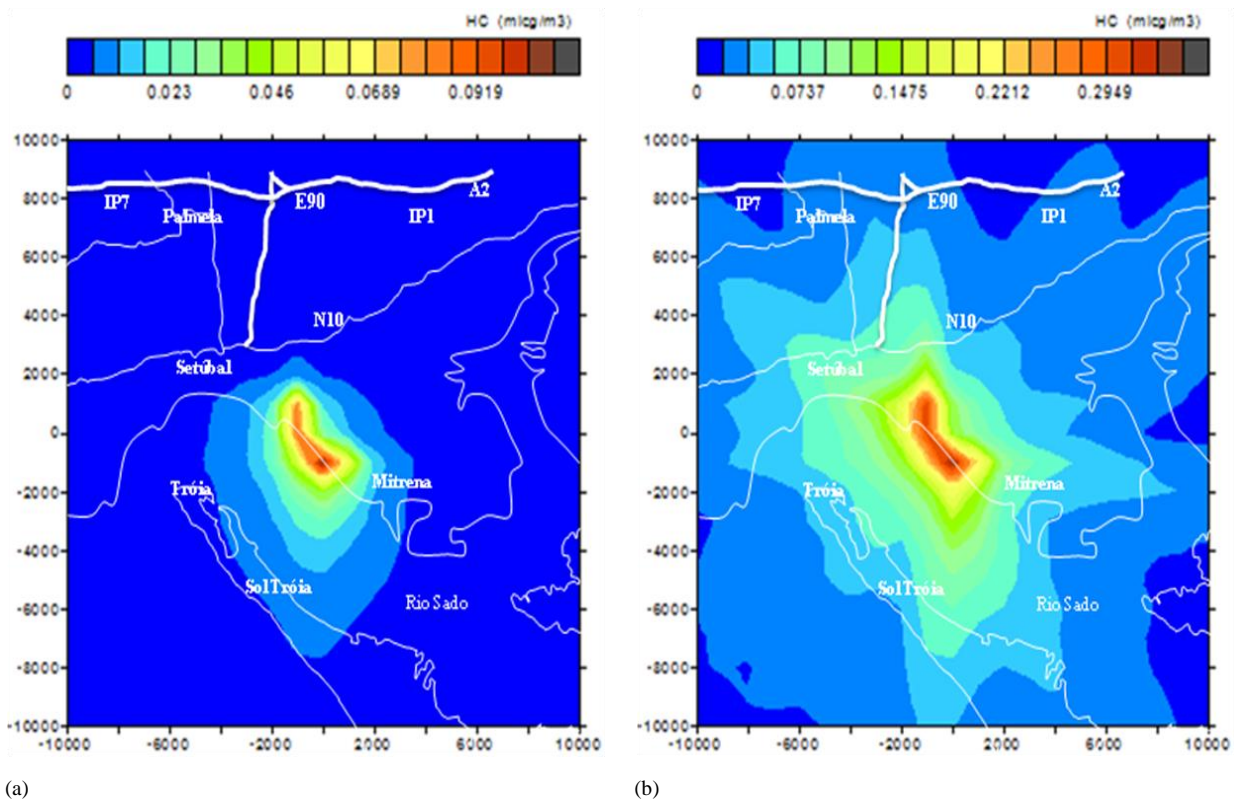 HC (micg/m3)
0 0.023 0.046 0.0689 0.0919
10000
8000
6000
4000
2000
0
-2000
-4000
-6000
-8000
-10000
-10000 -6000 -2000 2000 6000 10000
IP7
Palmela
E90
IP1
A2
N10
Setúbal
Mitrena
Tróia
SolTróia
Rio Sado
(a)
HC (micg/m3)
0 0.0737 0.1475 0.2212 0.2949
10000
8000
6000
4000
2000
0
-2000
-4000
-6000
-8000
-10000
-10000 -6000 -2000 2000 6000 10000
IP7
Palmela
E90
IP1
A2
N10
Setúbal
Mitrena
Tróia
SolTróia
Rio Sado
(b)